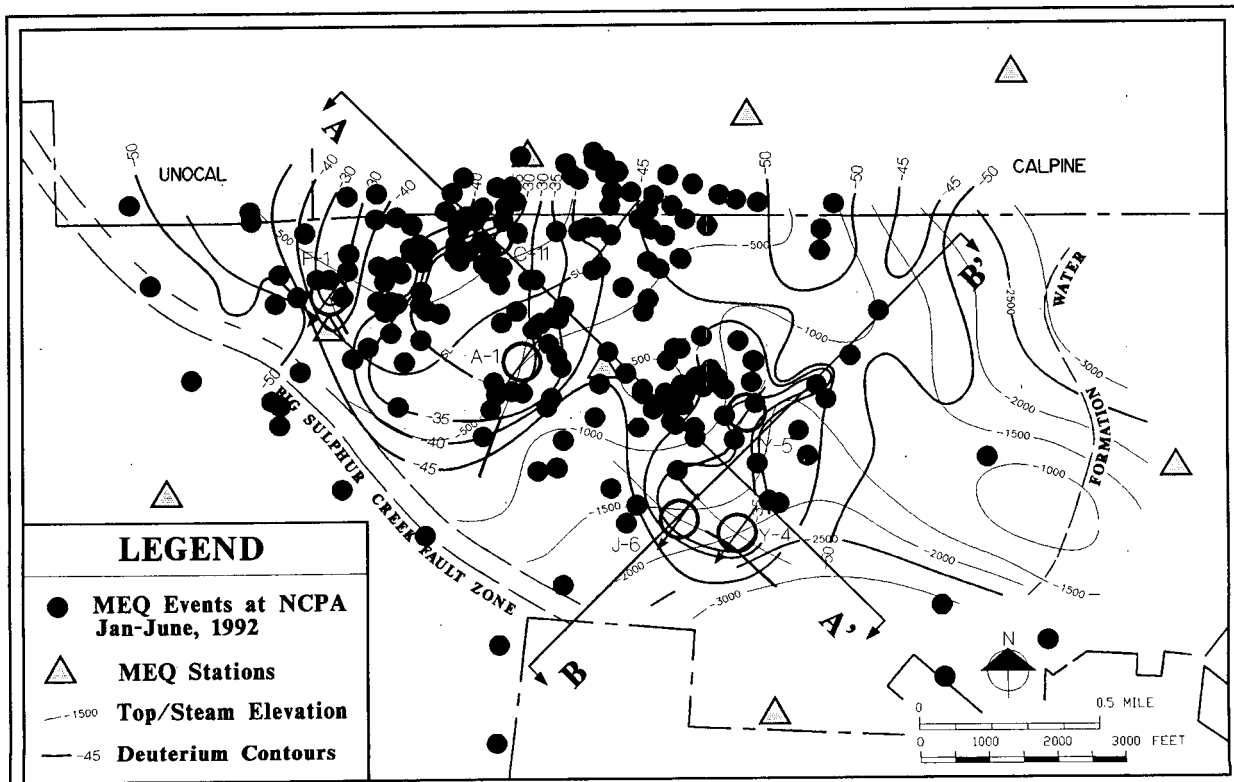 UNOCAL
CALPINE
A
-50
-40
-30
-30
-40
-40
-35
-30
-35
-45
-50
-50
-45
-45
-50
500
F-1
C-11
-500
B'
WATER
-2500
-3000
A-1
500
-1000
-2000
-1500
-1000
FORMATION
-50
-35
-40
-45
-500
-1000
Y-5
BIG SULPHUR CREEK FAULT ZONE
-1500
J-6
Y-4
-2500
-2000
-2000
-1500
-3000
A'
B
N
LEGEND
MEQ Events at NCPA
Jan-June, 1992
MEQ Stations
-1500 Top/Steam Elevation
-45 Deuterium Contours
0 0.5 MILE
0 1000 2000 3000 FEET